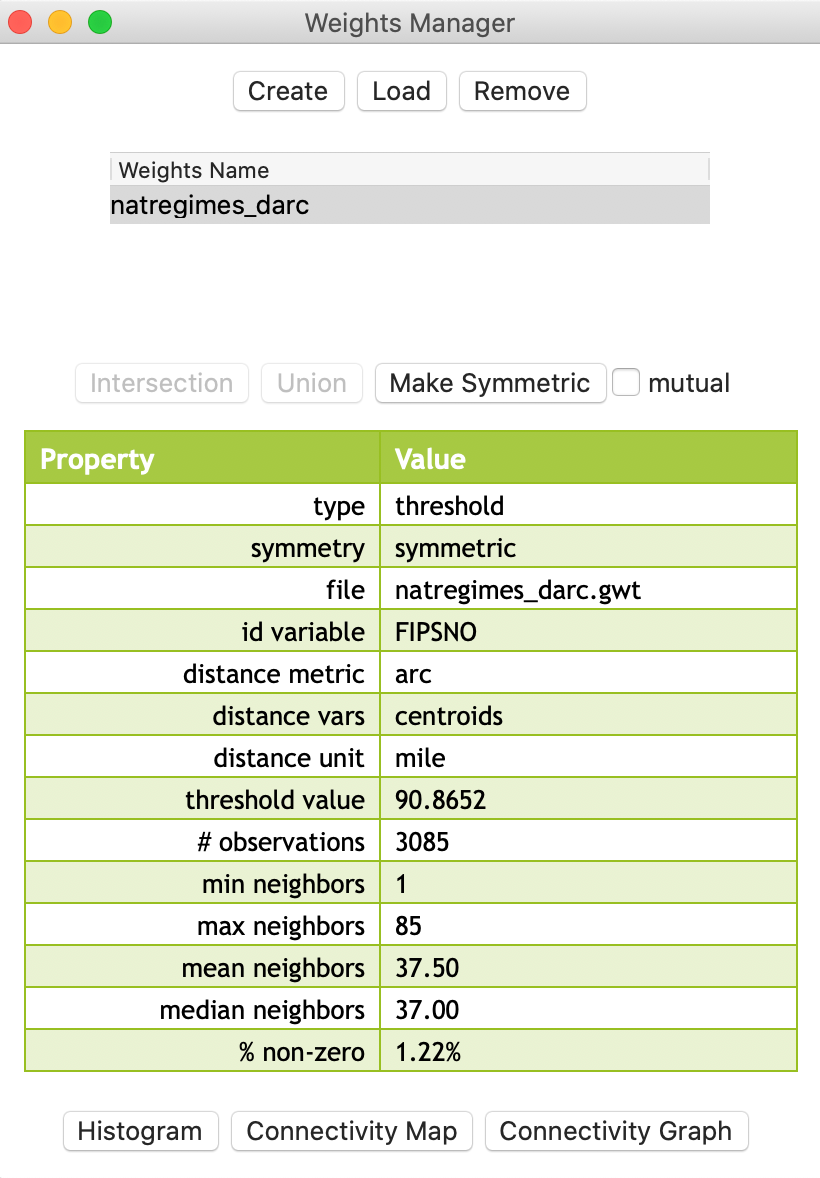 Weights Manager
Create Load Remove
Weights Name
natregimes_darc
Intersection Union Make Symmetric mutual
Property Value
type threshold
symmetry symmetric
file natregimes_darc.gwt
id variable FIPSNO
distance metric arc
distance vars centroids
distance unit mile
threshold value 90.8652
# observations 3085
min neighbors 1
max neighbors 85
mean neighbors 37.50
median neighbors 37.00
% non-zero 1.22%
Histogram Connectivity Map Connectivity Graph